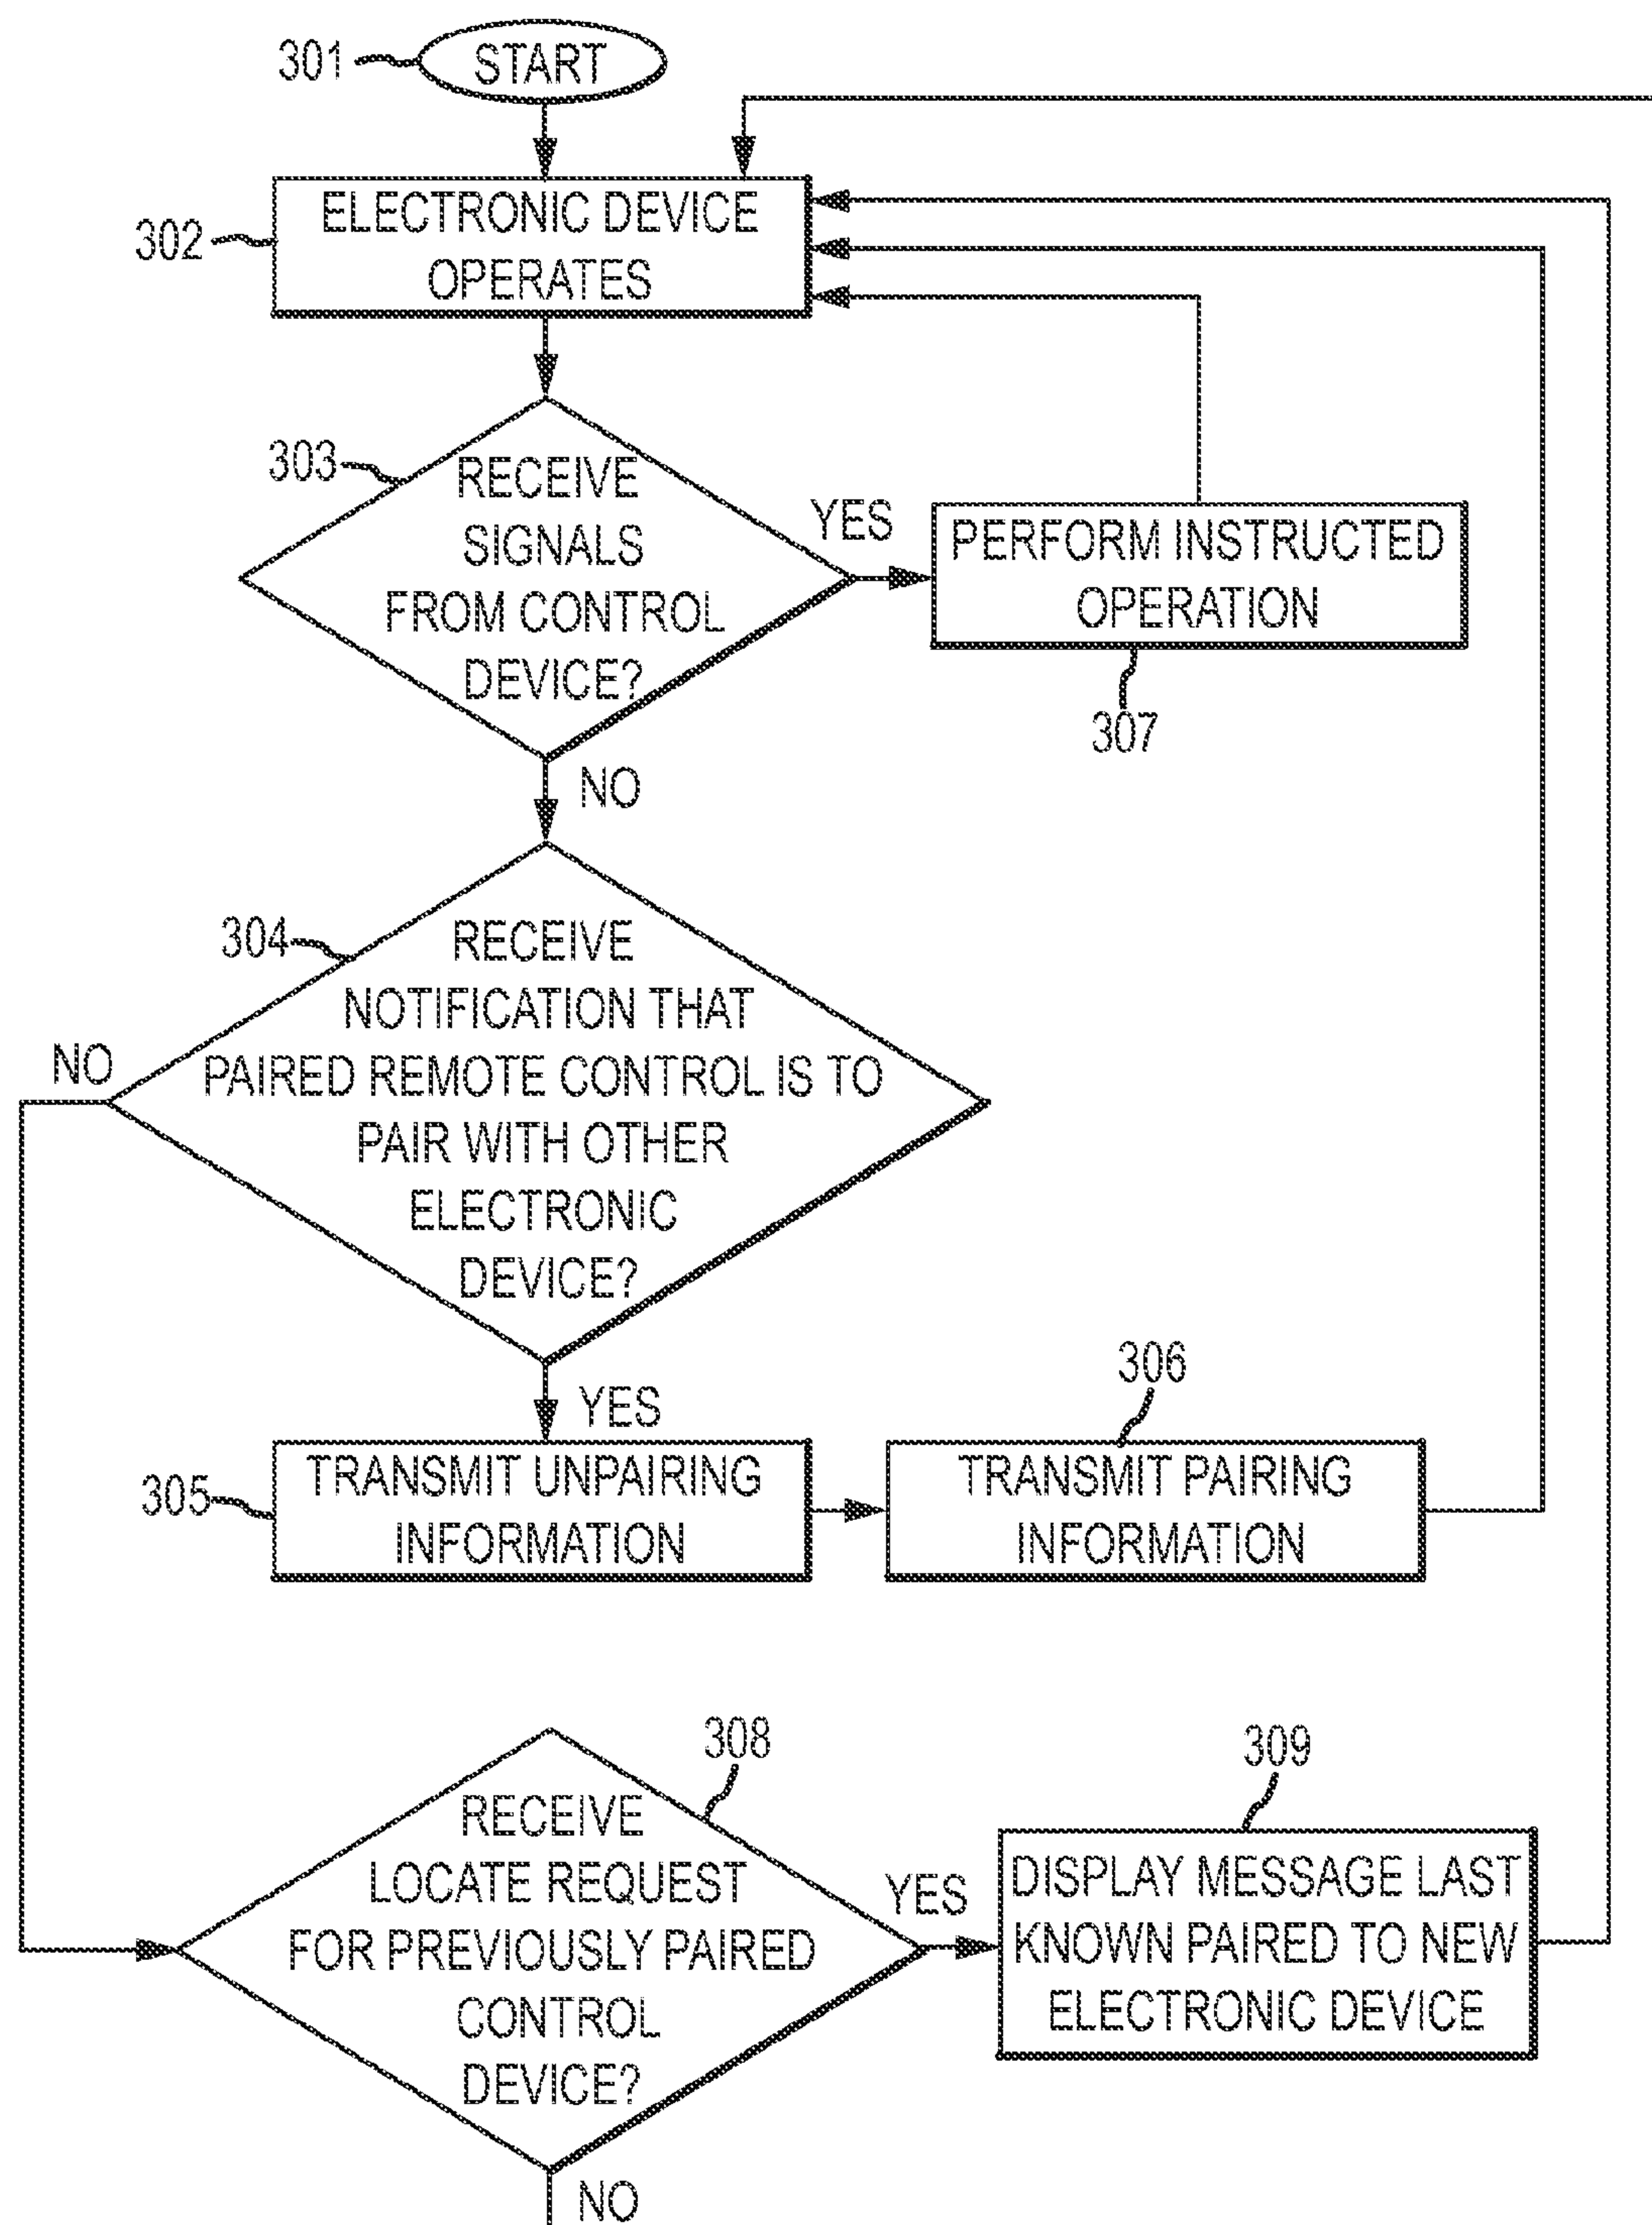 301
START
302
ELECTRONIC DEVICE
OPERATES
303
RECEIVE
SIGNALS
FROM CONTROL
DEVICE?
YES
PERFORM INSTRUCTED
OPERATION
307
NO
304
RECEIVE
NOTIFICATION THAT
PAIRED REMOTE CONTROL IS TO
PAIR WITH OTHER
ELECTRONIC
DEVICE?
NO
YES
305
TRANSMIT UNPAIRING
INFORMATION
306
TRANSMIT PAIRING
INFORMATION
308
RECEIVE
LOCATE REQUEST
FOR PREVIOUSLY PAIRED
CONTROL
DEVICE?
YES
309
DISPLAY MESSAGE LAST
KNOWN PAIRED TO NEW
ELECTRONIC DEVICE
NO